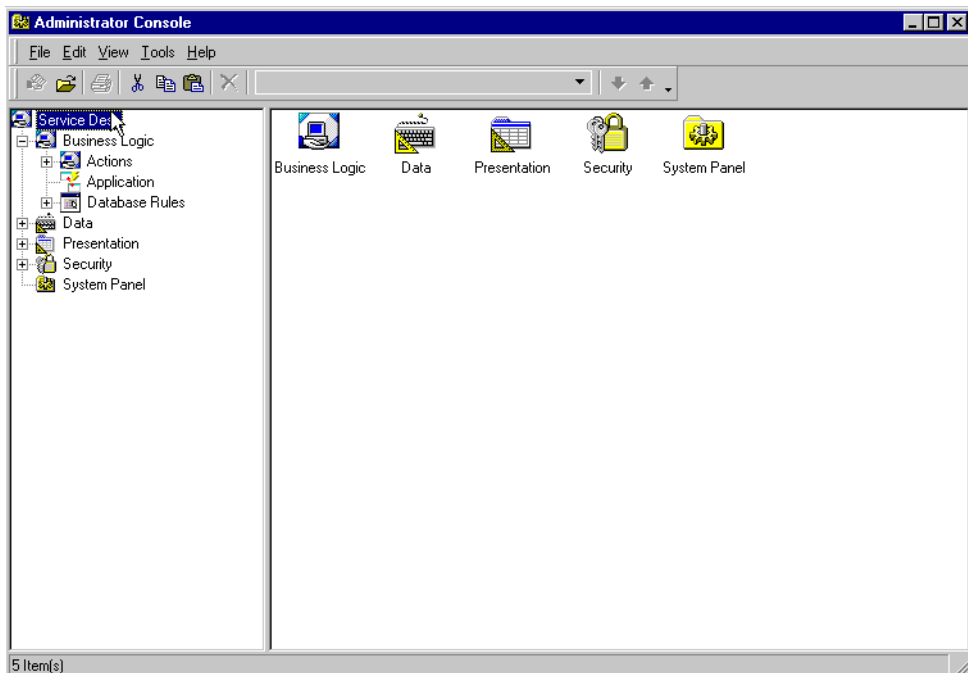 Administrator Console
File Edit View Tools Help
Service Des
Business Logic
Actions
Application
Database Rules
Data
Presentation
Security
System Panel
Business Logic Data Presentation Security System Panel
5 Item(s)